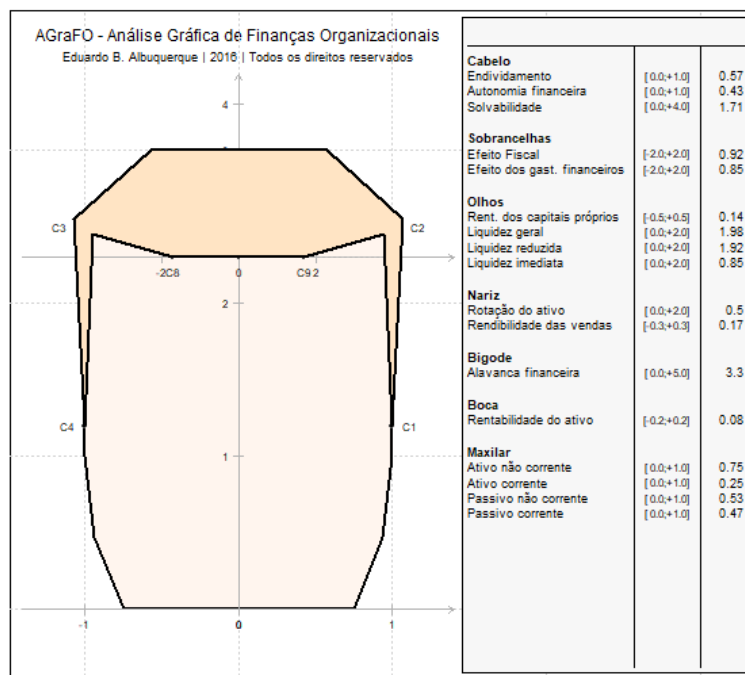 AGraFO - Análise Gráfica de Finanças Organizacionais
Eduardo B. Albuquerque | 2016 | Todos os direitos reservados
4
C3
C2
-2C8
0
C92
2
C4
C1
1
-1
0
1
Cabelo
Endividamento [0.0;+1.0] 0.57
Autonomia financeira [0.0;+1.0] 0.43
Solvabilidade [0.0;+4.0] 1.71
Sobrancelhas
Efeito Fiscal [-2.0;+2.0] 0.92
Efeito dos gast. financeiros [-2.0;+2.0] 0.85
Olhos
Rent. dos capitais próprios [-0.5;+0.5] 0.14
Liquidez geral [0.0;+2.0] 1.98
Liquidez reduzida [0.0;+2.0] 1.92
Liquidez imediata [0.0;+2.0] 0.85
Nariz
Rotação do ativo [0.0;+2.0] 0.5
Rendibilidade das vendas [-0.3;+0.3] 0.17
Bigode
Alavanca financeira [0.0;+5.0] 3.3
Boca
Rentabilidade do ativo [-0.2;+0.2] 0.08
Maxilar
Ativo não corrente [0.0;+1.0] 0.75
Ativo corrente [0.0;+1.0] 0.25
Passivo não corrente [0.0;+1.0] 0.53
Passivo corrente [0.0;+1.0] 0.47